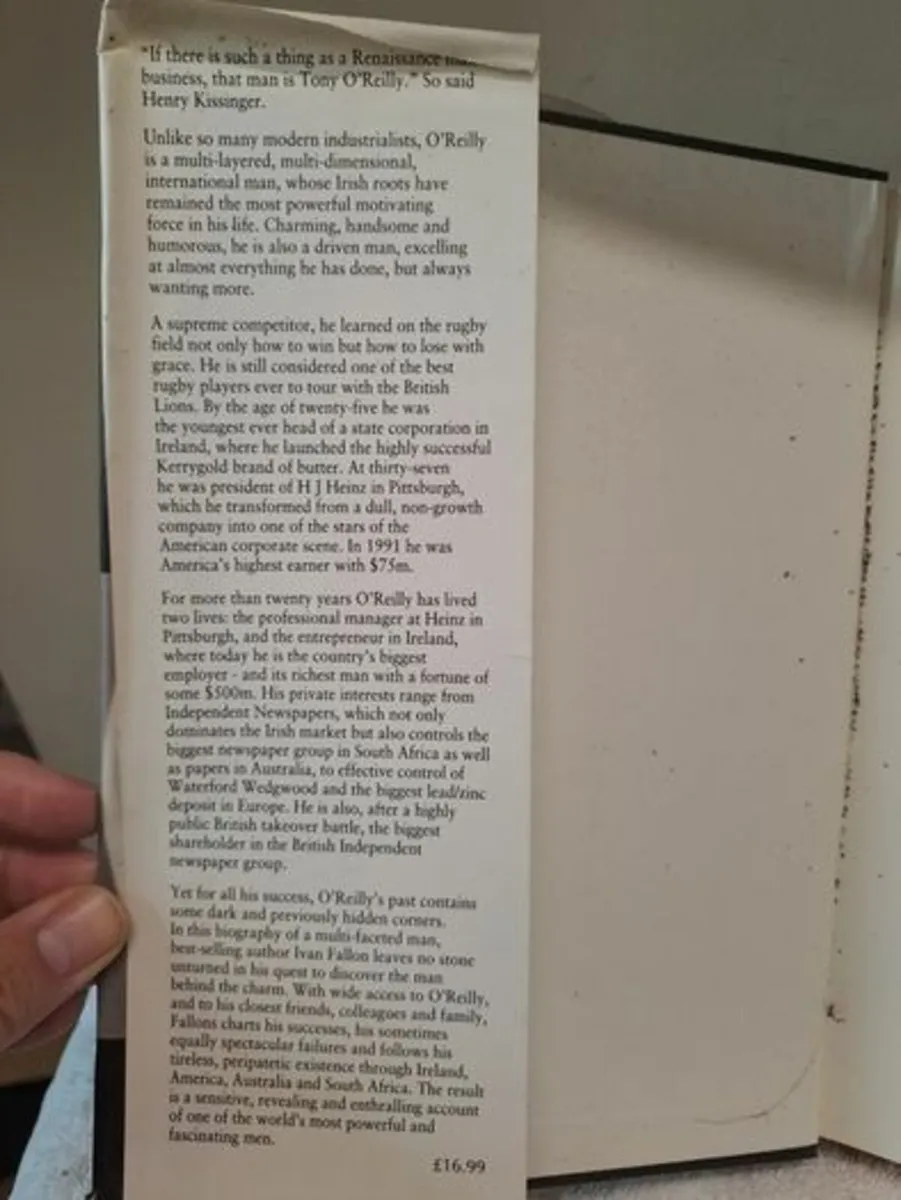 "If there is such a thing as a Renaissance
business, that man is Tony O'Reilly." So said
Henry Kissinger.
Unlike so many modern industrialists, O'Reilly
is a multi-layered, multi-dimensional,
international man, whose Irish roots have
remained the most powerful motivating
force in his life. Charming, handsome and
humorous, he is also a driven man, excelling
at almost everything he has done, but always
wanting more.
A supreme competitor, he learned on the rugby
field not only how to win but how to lose with
grace. He is still considered one of the best
rugby players ever to tour with the British
Lions. By the age of twenty-five he was
the youngest ever head of a state corporation in
Ireland, where he launched the highly successful
Kerrygold brand of butter. At thirty-seven
he was president of H J Heinz in Pittsburgh,
which he transformed from a dull, non-growth
company into one of the stars of the
American corporate scene. In 1991 he was
America's highest earner with $75m.
For more than twenty years O'Reilly has lived
two lives: the professional manager at Heinz in
Pittsburgh, and the entrepreneur in Ireland,
where today he is the country's biggest
employer - and its richest man with a fortune of
some $500m. His private interests range from
Independent Newspapers, which not only
dominates the Irish market but also controls the
biggest newspaper group in South Africa as well
as papers in Australia, to effective control of
Waterford Wedgwood and the biggest lead/zinc
deposit in Europe. He is also, after a highly
public British takeover battle, the biggest
shareholder in the British Independent
newspaper group.
Yet for all his success, O'Reilly's past contains
some dark and previously hidden corners.
In this biography of a multi-faceted man,
best-selling author Ivan Fallon leaves no stone
unturned in his quest to discover the man
behind the charm. With wide access to O'Reilly,
and to his closest friends, colleagues and family,
Fallons charts his successes, his sometimes
equally spectacular failures and follows his
tireless, peripatetic existence through Ireland,
America, Australia and South Africa. The result
is a sensitive, revealing and enthralling account
of one of the world's most powerful and
fascinating men.
£16.99